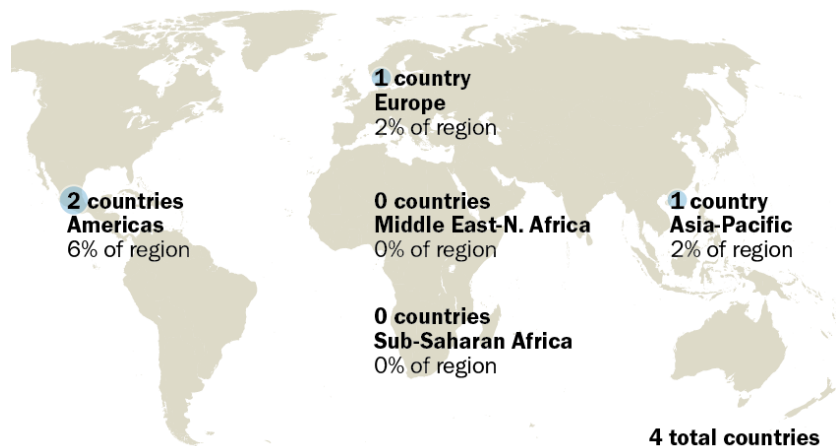 1 country
Europe
2% of region
2 countries
Americas
6% of region
0 countries
Middle East-N. Africa
0% of region
1 country
Asia-Pacific
2% of region
0 countries
Sub-Saharan Africa
0% of region
4 total countries